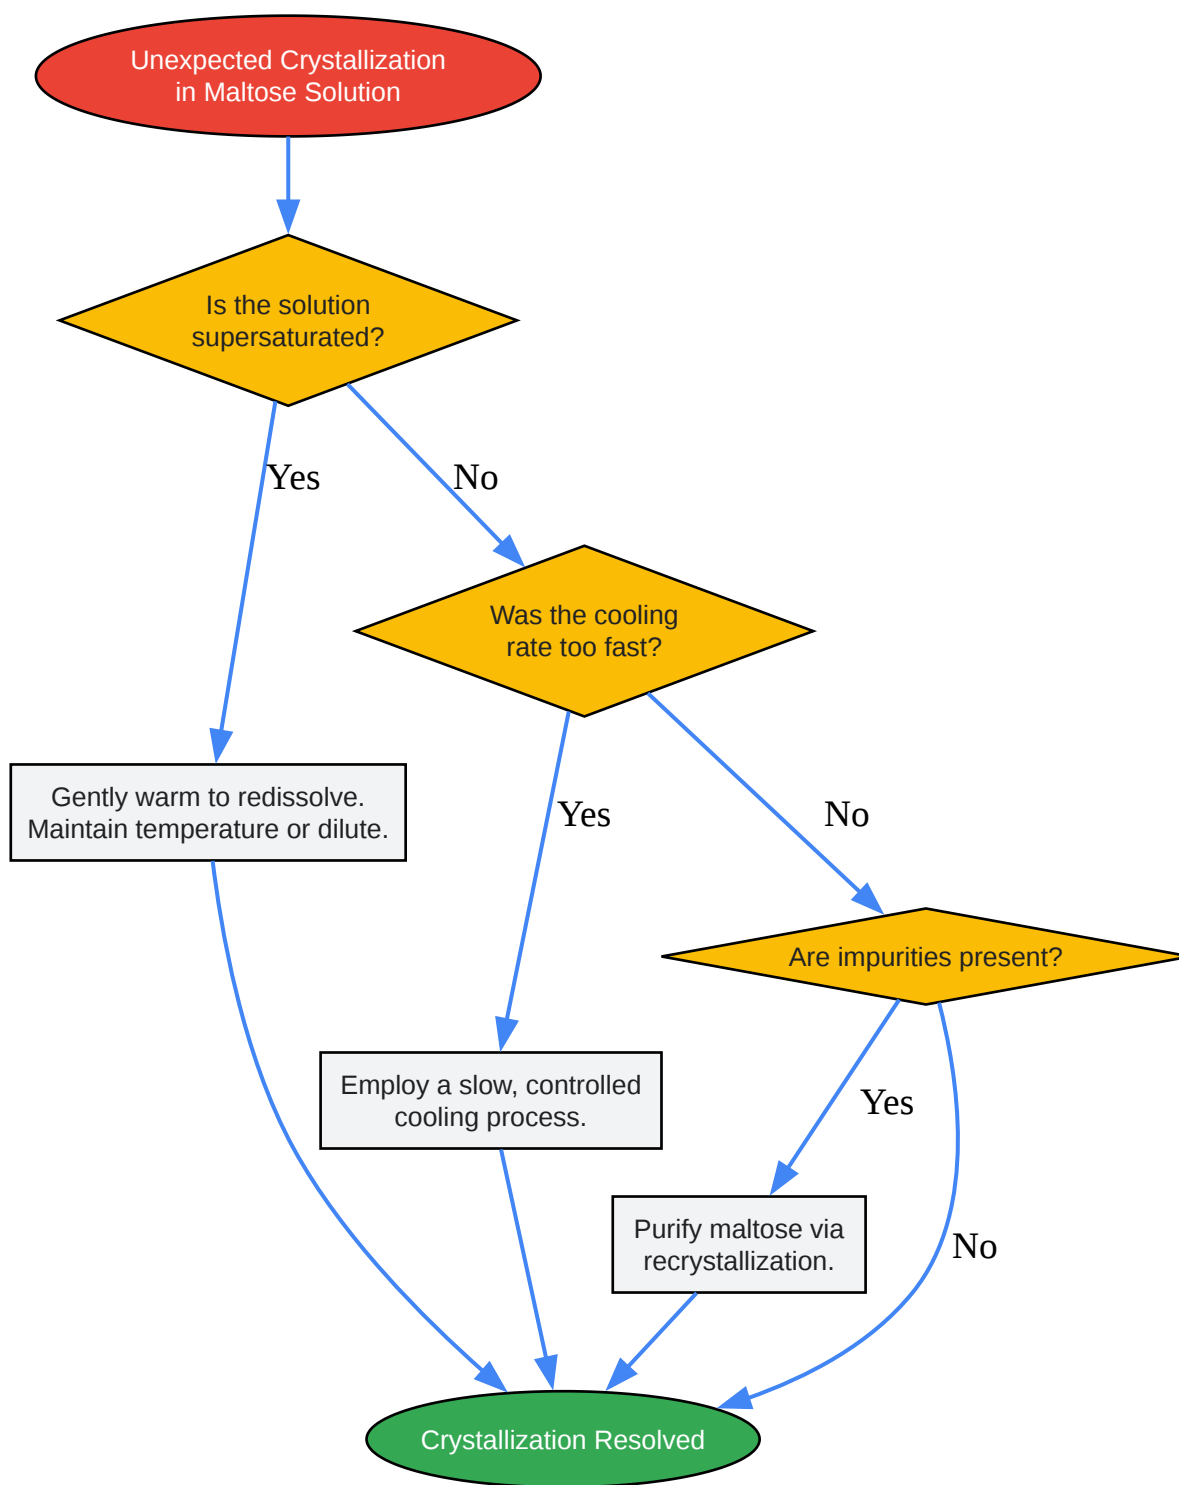 Unexpected Crystallization
in Maltose Solution
Is the solution
supersaturated?
Yes
No
Was the cooling
rate too fast?
Gently warm to redissolve.
Maintain temperature or dilute.
Yes
No
Are impurities present?
Employ a slow, controlled
cooling process.
Yes
Purify maltose via
recrystallization.
No
Crystallization Resolved